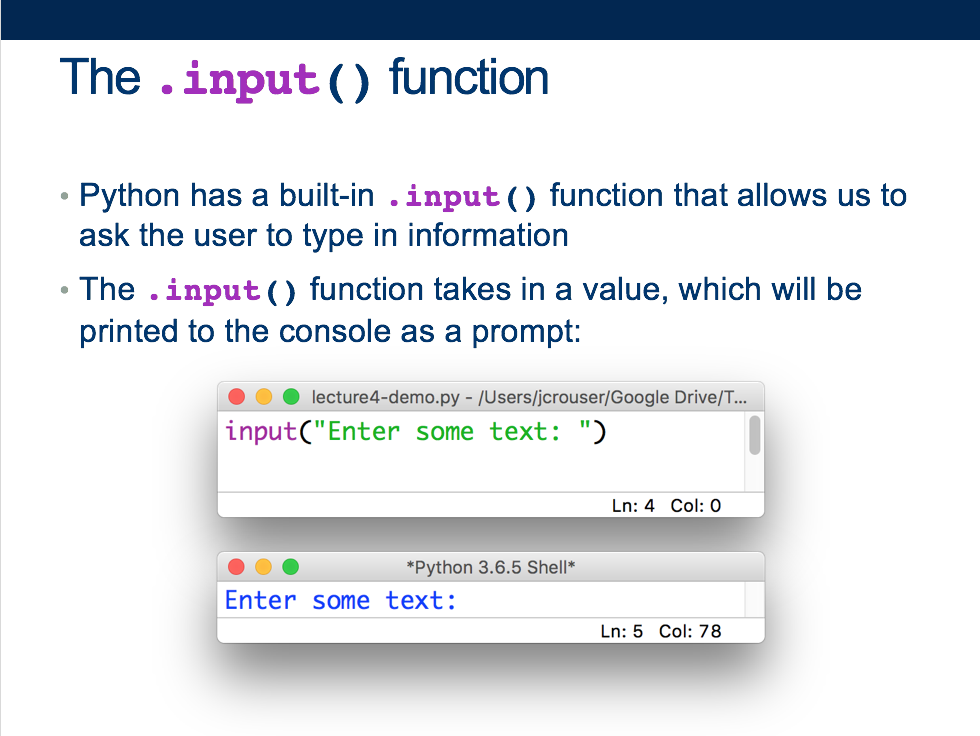 The .input() function
• Python has a built-in .input() function that allows us to
ask the user to type in information
• The .input() function takes in a value, which will be
printed to the console as a prompt:
lecture4-demo.py - /Users/jcrouser/Google Drive/T...
input("Enter some text: ")
Ln: 4 Col: 0
*Python 3.6.5 Shell*
Enter some text:
Ln: 5 Col: 78